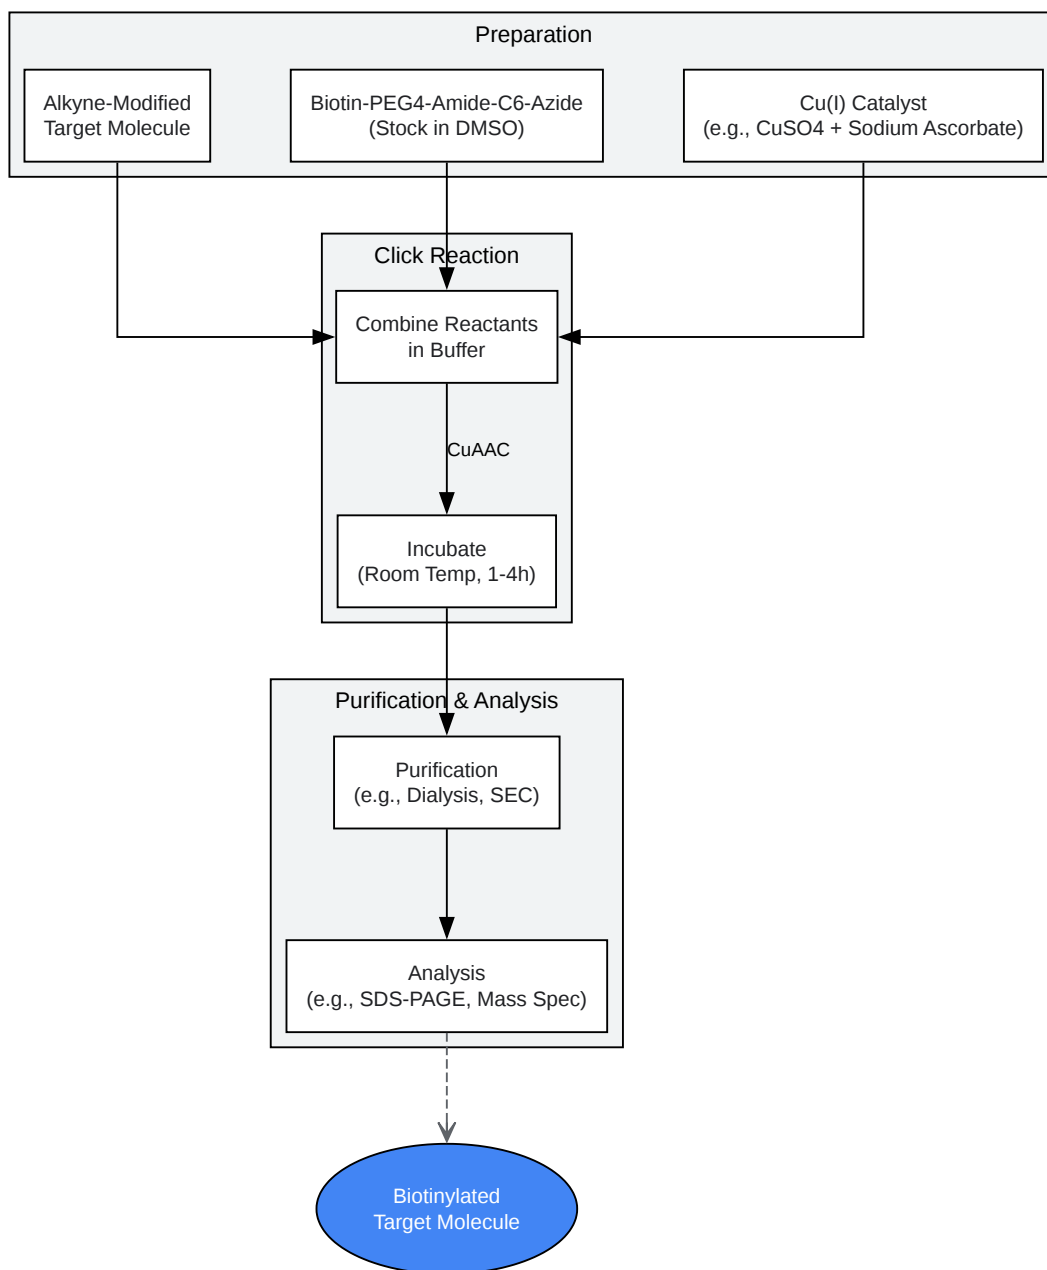 Preparation
Alkyne-Modified
Target Molecule
Biotin-PEG4-Amide-C6-Azide
(Stock in DMSO)
Cu(I) Catalyst
(e.g., CuSO4 + Sodium Ascorbate)
Click Reaction
Combine Reactants
in Buffer
CuAAC
Incubate
(Room Temp, 1-4h)
Purification & Analysis
Purification
(e.g., Dialysis, SEC)
Analysis
(e.g., SDS-PAGE, Mass Spec)
Biotinylated
Target Molecule